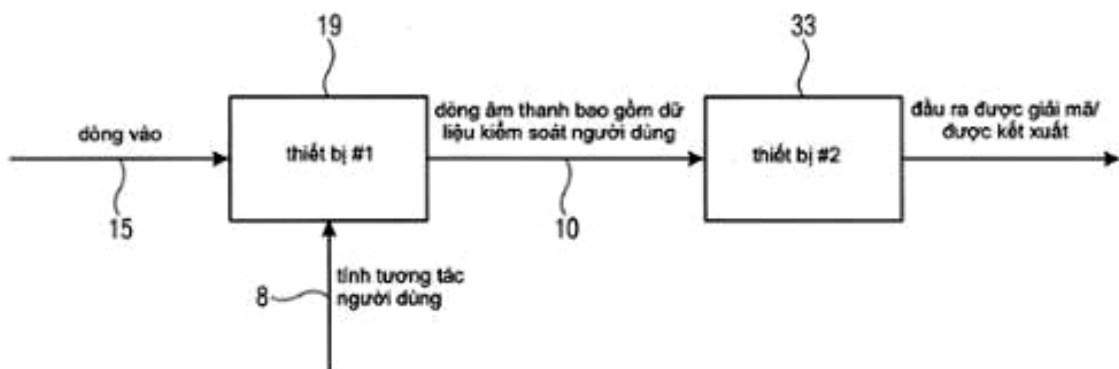 19
33
dòng vào
thiết bị #1
dòng âm thanh bao gồm dữ
liệu kiểm soát người dùng
thiết bị #2
đầu ra được giải mã/
được kết xuất
15
10
8
tính tương tác
người dùng